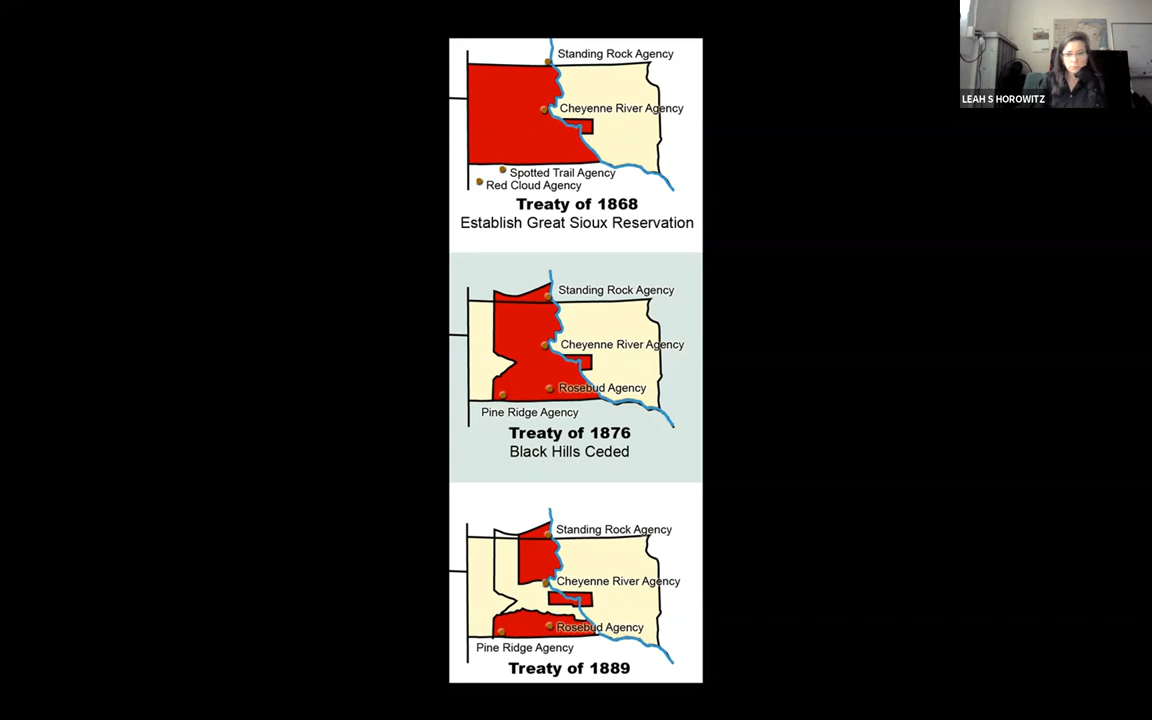 LEAH S HOROWITZ
Standing Rock Agency
Cheyenne River Agency
Spotted Trail Agency
Red Cloud Agency
Treaty of 1868
Establish Great Sioux Reservation
Standing Rock Agency
Cheyenne River Agency
Rosebud Agency
Pine Ridge Agency
Treaty of 1876
Black Hills Ceded
Standing Rock Agency
Cheyenne River Agency
Rosebud Agency
Pine Ridge Agency
Treaty of 1889